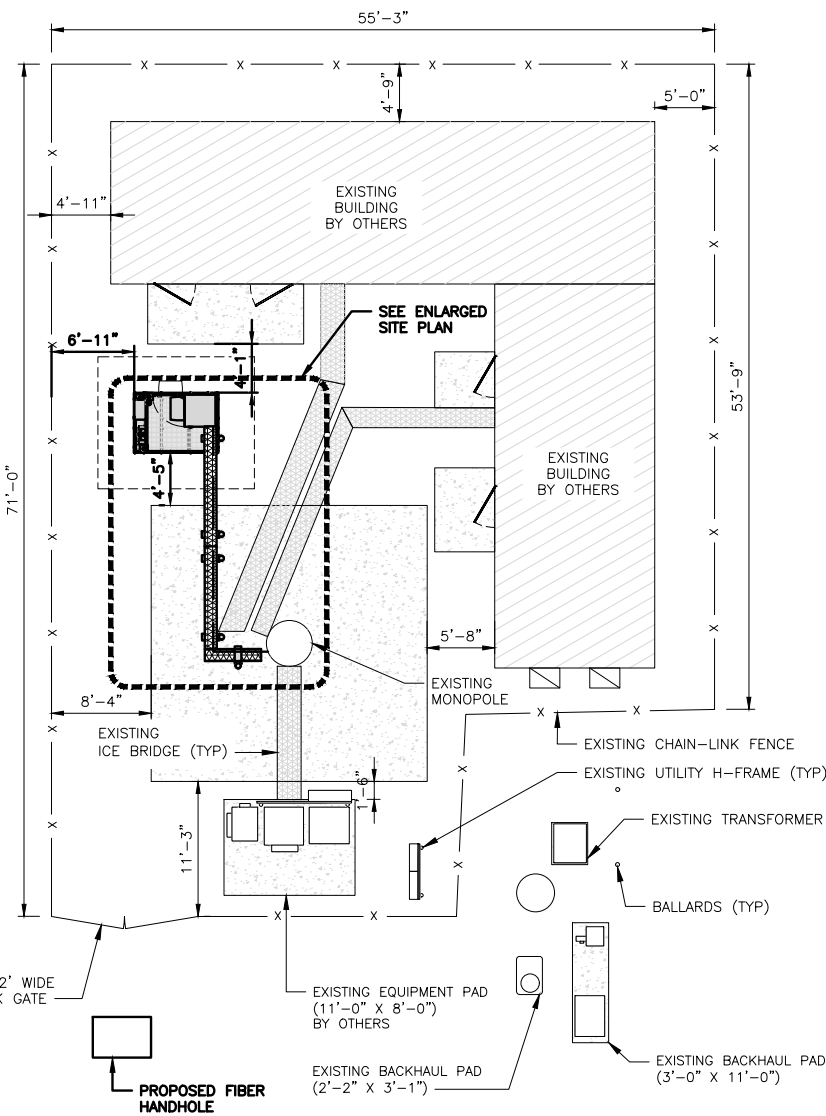 55'-3"
4'-9"
5'-0"
4'-11"
EXISTING
BUILDING
BY OTHERS
SEE ENLARGED
SITE PLAN
6'-11"
4'-1"
53'-9"
71'-0"
4'-5"
EXISTING
BUILDING
BY OTHERS
5'-8"
EXISTING
MONOPOLE
8'-4"
EXISTING
ICE BRIDGE (TYP)
EXISTING CHAIN-LINK FENCE
EXISTING UTILITY H-FRAME (TYP)
1'-6"
EXISTING TRANSFORMER
11'-3"
BALLARDS (TYP)
2' WIDE
GATE
EXISTING EQUIPMENT PAD
(11'-0" X 8'-0")
BY OTHERS
EXISTING BACKHAUL PAD
(2'-2" X 3'-1")
EXISTING BACKHAUL PAD
(3'-0" X 11'-0")
PROPOSED FIBER
HANDHOLE